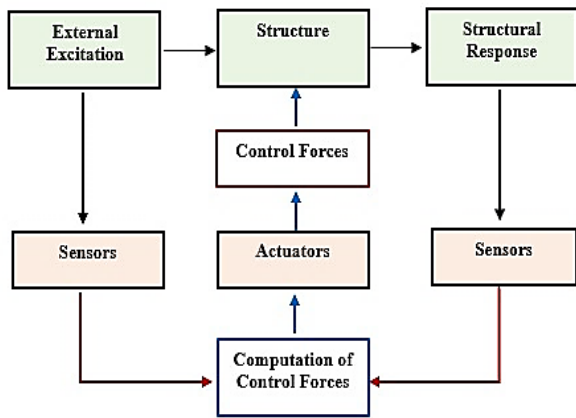 External
Excitation
Structure
Structural
Response
Control Forces
Sensors
Actuators
Sensors
Computation of
Control Forces